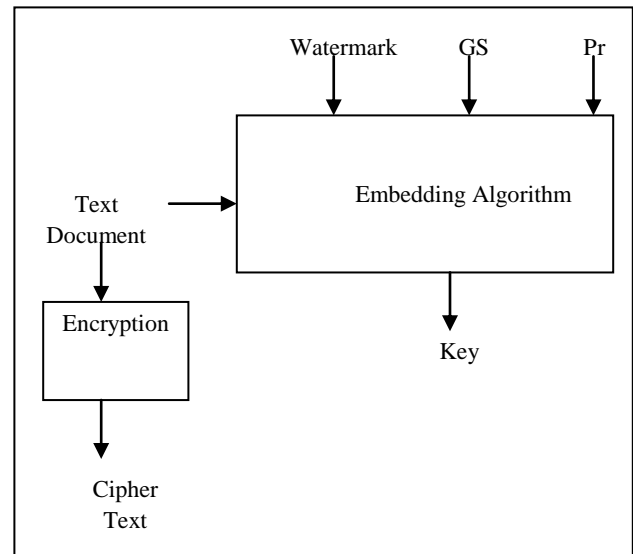 Watermark GS Pr
Embedding Algorithm
Text
Document
Encryption
Key
Cipher
Text